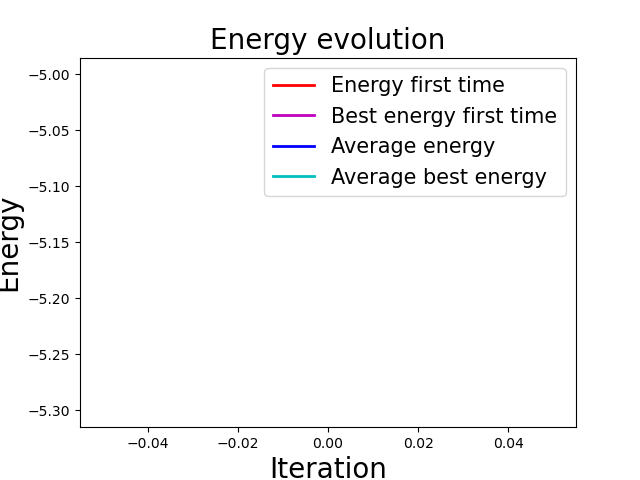 Energy evolution
Energy first time
Best energy first time
Average energy
Average best energy
Energy
−5.00
−5.05
−5.10
−5.15
−5.20
−5.25
−5.30
−0.04
−0.02
0.00
0.02
0.04
Iteration